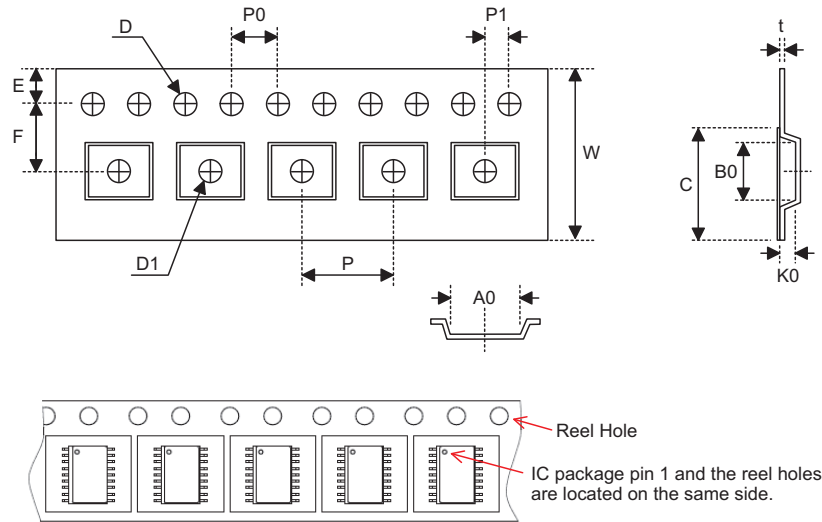 D
P0
P1
t
E
F
W
C
B0
D1
P
K0
A0
Reel Hole
IC package pin 1 and the reel holes
are located on the same side.